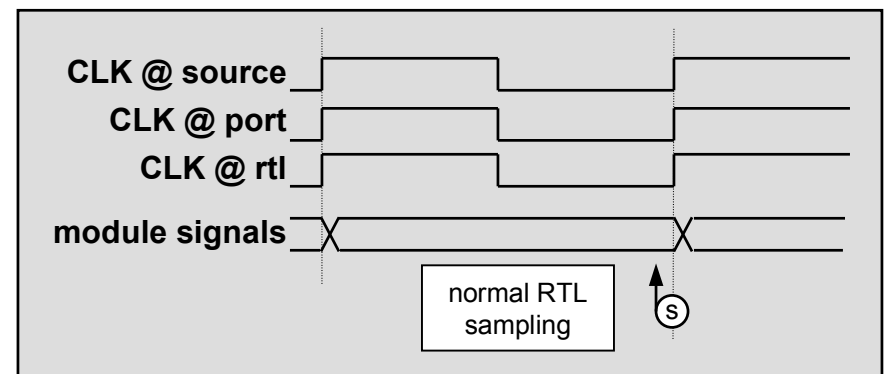 CLK @ source
CLK @ port
CLK @ rtl
module signals
normal RTL
sampling
S